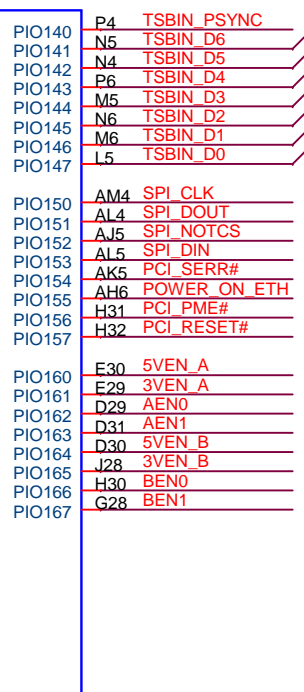 PIO140 P4 TSBIN_PSYNC
PIO141 N5 TSBIN_D6
PIO142 N4 TSBIN_D5
PIO143 P6 TSBIN_D4
PIO144 M5 TSBIN_D3
PIO145 N6 TSBIN_D2
PIO146 M6 TSBIN_D1
PIO147 L5 TSBIN_D0
PIO150 AM4 SPI_CLK
PIO151 AL4 SPI_DOUT
PIO152 AJ5 SPI_NOTCS
PIO153 AL5 SPI_DIN
PIO154 AK5 PCI_SERR#
PIO155 AH6 POWER_ON_ETH
PIO156 H31 PCI_PME#
PIO157 H32 PCI_RESET#
PIO160 E30 5VEN_A
PIO161 E29 3VEN_A
PIO162 D29 AEN0
PIO163 D31 AEN1
PIO164 D30 5VEN_B
PIO165 J28 3VEN_B
PIO166 H30 BEN0
PIO167 G28 BEN1